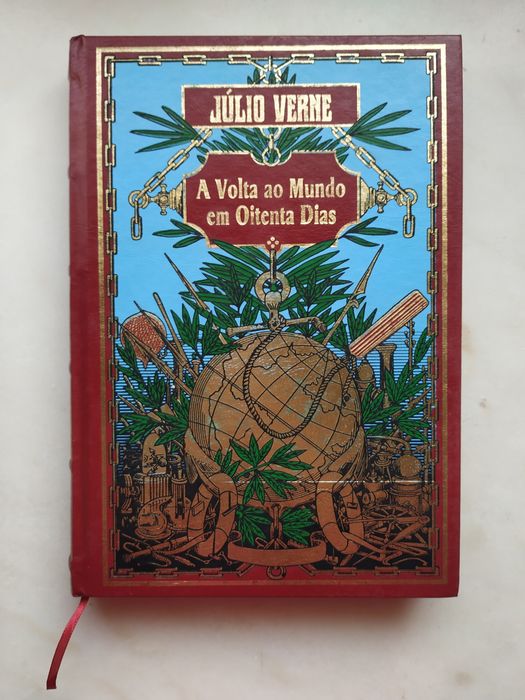 JÚLIO VERNE
A Volta ao Mundo
em Oitenta Dias